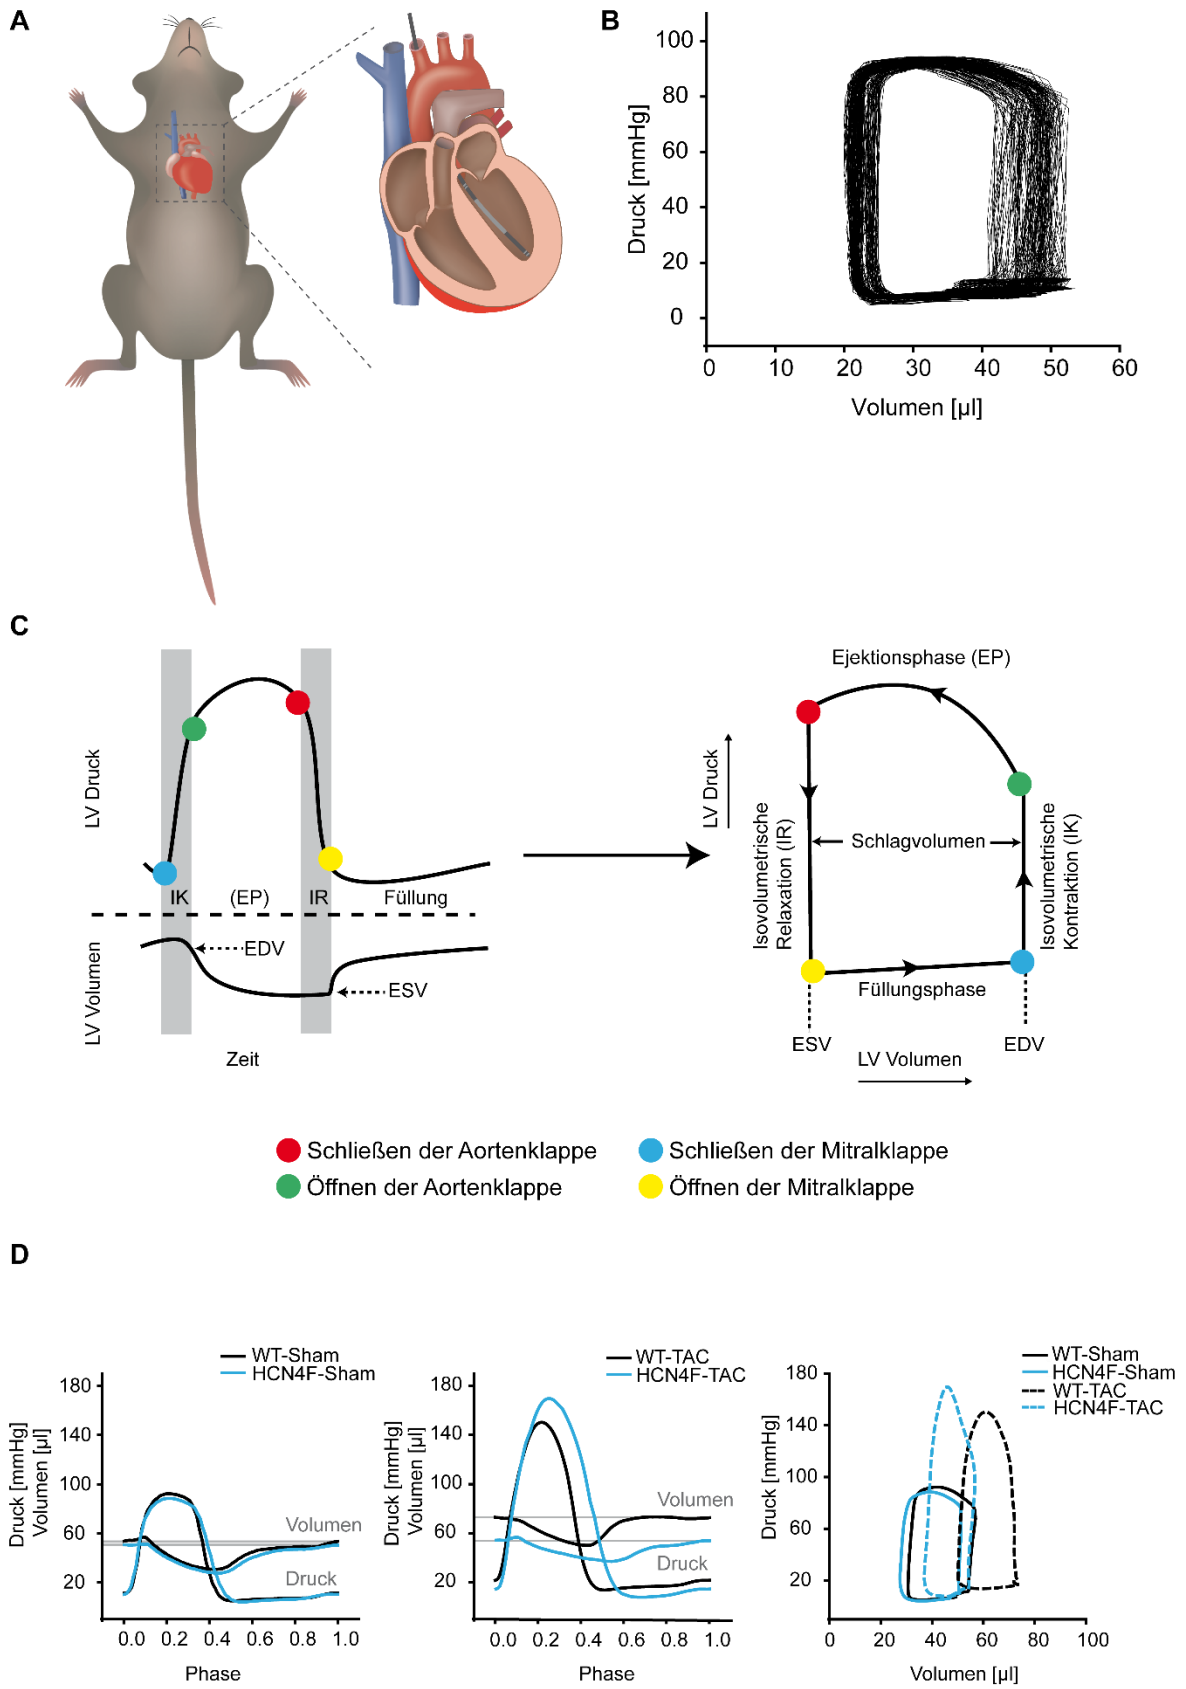 A
B
100
80
60
40
20
0
Druck [mmHg]
0
10
20
30
40
50
60
Volumen [µl]
C
LV Druck
IK
(EP)
IR
Füllung
LV Volumen
EDV
ESV
Zeit
Ejektionsphase (EP)
LV Druck
Isovolumetrische
Relaxation (IR)
Schlagvolumen
Isovolumetrische
Kontraktion (IK)
Füllungsphase
ESV
EDV
LV Volumen
Schließen der Aortenklappe
Schließen der Mitralklappe
Öffnen der Aortenklappe
Öffnen der Mitralklappe
D
WT-Sham
HCN4F-Sham
180
140
100
60
20
Druck [mmHg]
Volumen [µl]
Volumen
Druck
0.0
0.2
0.4
0.6
0.8
1.0
Phase
WT-TAC
HCN4F-TAC
180
140
100
60
20
Druck [mmHg]
Volumen [µl]
Volumen
Druck
0.0
0.2
0.4
0.6
0.8
1.0
Phase
WT-Sham
HCN4F-Sham
WT-TAC
HCN4F-TAC
180
140
100
60
20
Druck [mmHg]
0
20
40
60
80
100
Volumen [µl]